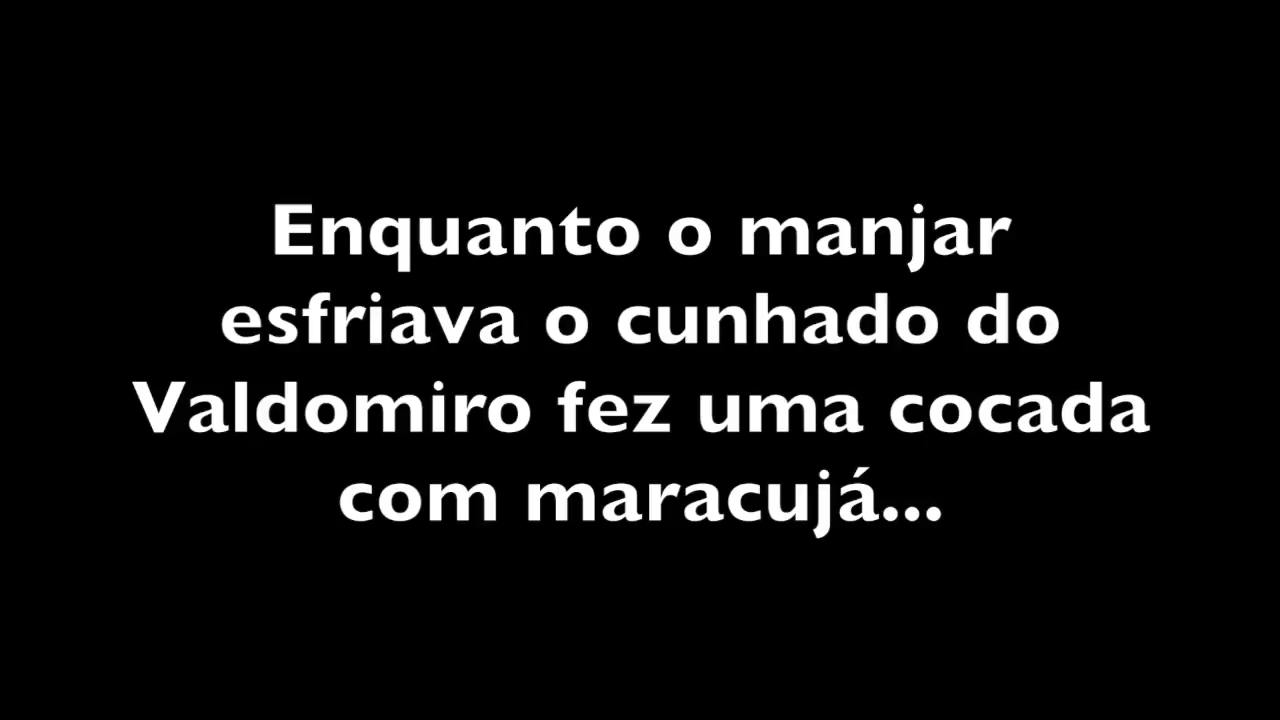 Enquanto o manjar
esfriava o cunhado do
Valdomiro fez uma cocada
com maracujá...